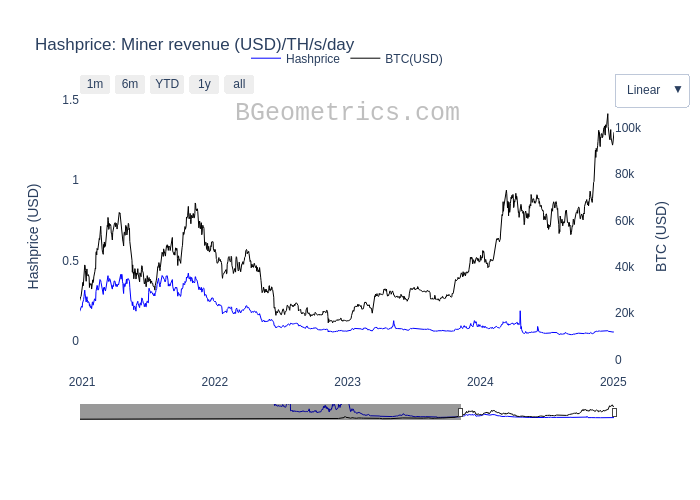 Hashprice: Miner revenue (USD)/TH/s/day
Hashprice BTC(USD)
1m 6m YTD 1y all
Linear ▼
BGeometrics.com
1.5
1
0.5
0
Hashprice (USD)
100k
80k
60k
40k
20k
0
BTC (USD)
2021 2022 2023 2024 2025